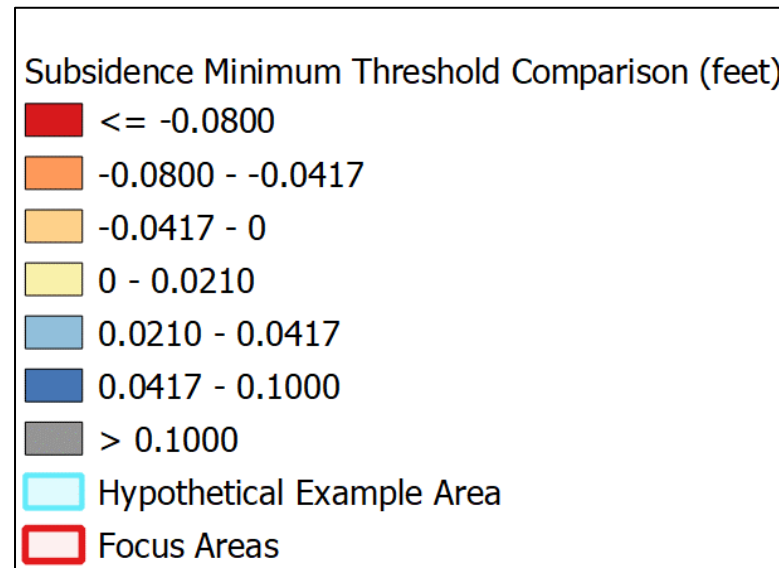 Subsidence Minimum Threshold Comparison (feet)
<= -0.0800
-0.0800 - -0.0417
-0.0417 - 0
0 - 0.0210
0.0210 - 0.0417
0.0417 - 0.1000
> 0.1000
Hypothetical Example Area
Focus Areas